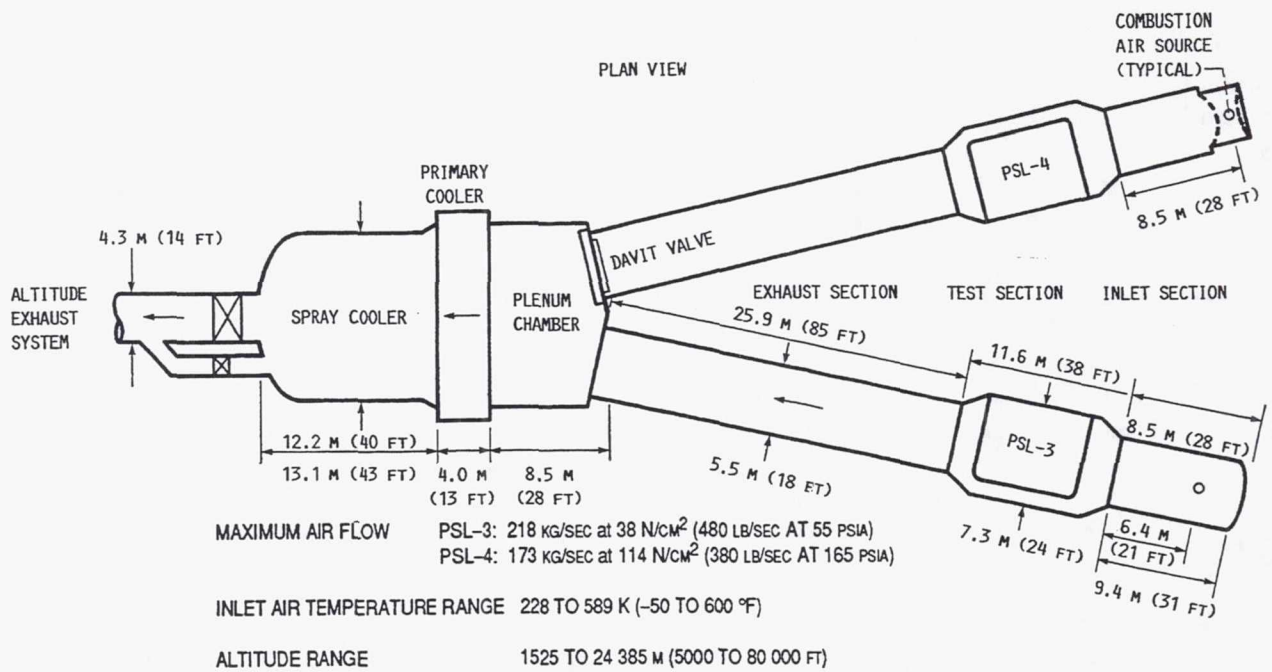 PLAN VIEW
COMBUSTION
AIR SOURCE
(TYPICAL)
PSL-4
8.5 M (28 FT)
PRIMARY
COOLER
4.3 M (14 FT)
DAVIT VALVE
ALTITUDE
EXHAUST
SYSTEM
SPRAY COOLER
PLENUM
CHAMBER
EXHAUST SECTION
TEST SECTION
INLET SECTION
25.9 M (85 FT)
11.6 M (38 FT)
8.5 M (28 FT)
PSL-3
12.2 M (40 FT)
13.1 M (43 FT)
4.0 M
(13 FT)
8.5 M
(28 FT)
5.5 M (18 FT)
7.3 M (24 FT)
6.4 M
(21 FT)
9.4 M (31 FT)
MAXIMUM AIR FLOW PSL-3: 218 KG/SEC at 38 N/CM² (480 LB/SEC AT 55 PSIA)
PSL-4: 173 KG/SEC at 114 N/CM² (380 LB/SEC AT 165 PSIA)
INLET AIR TEMPERATURE RANGE 228 TO 589 K (–50 TO 600 °F)
ALTITUDE RANGE 1525 TO 24 385 M (5000 TO 80 000 FT)